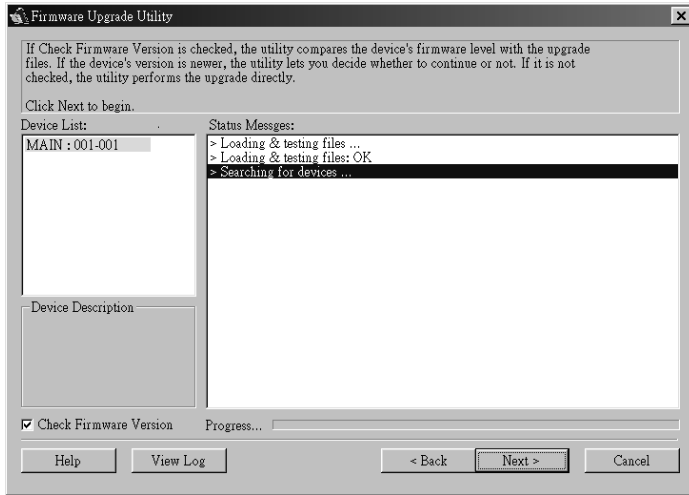 Firmware Upgrade Utility
If Check Firmware Version is checked, the utility compares the device's firmware level with the upgrade
files. If the device's version is newer, the utility lets you decide whether to continue or not. If it is not
checked, the utility performs the upgrade directly.
Click Next to begin.
Device List:
Status Messges:
MAIN : 001-001
> Loading & testing files ...
> Loading & testing files: OK
> Searching for devices ...
Device Description
Check Firmware Version
Progress...
Help
View Log
< Back
Next >
Cancel